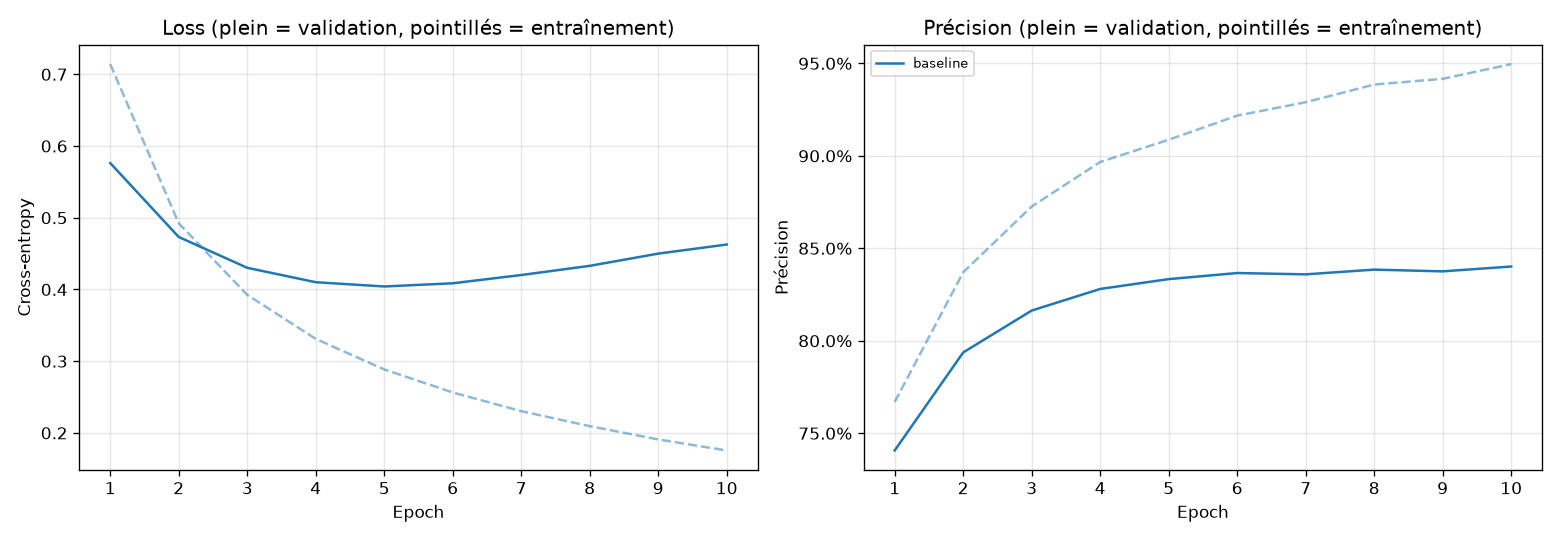 Loss (plein = validation, pointillés = entraînement)
0.7
0.6
0.5
0.4
0.3
0.2
Cross-entropy
1 2 3 4 5 6 7 8 9 10
Epoch
Précision (plein = validation, pointillés = entraînement)
baseline
95.0%
90.0%
85.0%
80.0%
75.0%
Précision
1 2 3 4 5 6 7 8 9 10
Epoch